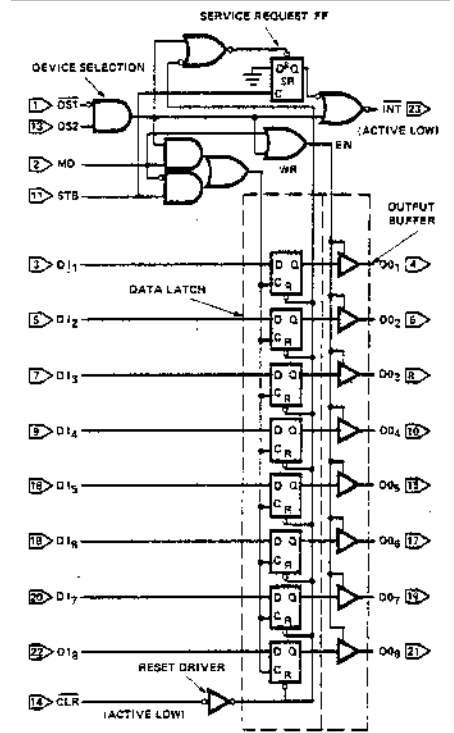 SERVICE REQUEST FF
DEVICE SELECTION
1 DS1
13 DS2
2 MD
11 STB
D Q
SR
C
INT 23
(ACTIVE LOW)
EN
WR
OUTPUT
BUFFER
DATA LATCH
3 DI1 D Q C R DO1 4
5 DI2 D Q C R DO2 6
7 DI3 D Q C R DO3 8
9 DI4 D Q C R DO4 10
16 DI5 D Q C R DO5 15
18 DI6 D Q C R DO6 17
20 DI7 D Q C R DO7 19
22 DI8 D Q C R DO8 21
RESET DRIVER
14 CLR
(ACTIVE LOW)